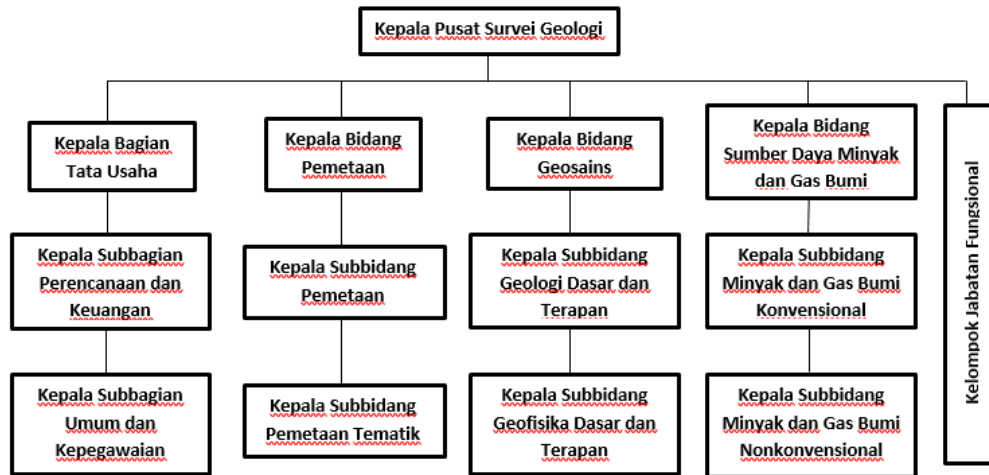 Kepala Pusat Survei Geologi
Kepala Bagian
Tata Usaha
Kepala Bidang
Pemetaan
Kepala Bidang
Geosains
Kepala Bidang
Sumber Daya Minyak
dan Gas Bumi
Kelompok Jabatan Fungsional
Kepala Subbagian
Perencanaan dan
Keuangan
Kepala Subbidang
Pemetaan
Kepala Subbidang
Geologi Dasar dan
Terapan
Kepala Subbidang
Minyak dan Gas Bumi
Konvensional
Kepala Subbagian
Umum dan
Kepegawaian
Kepala Subbidang
Pemetaan Tematik
Kepala Subbidang
Geofisika Dasar dan
Terapan
Kepala Subbidang
Minyak dan Gas Bumi
Nonkonvensional